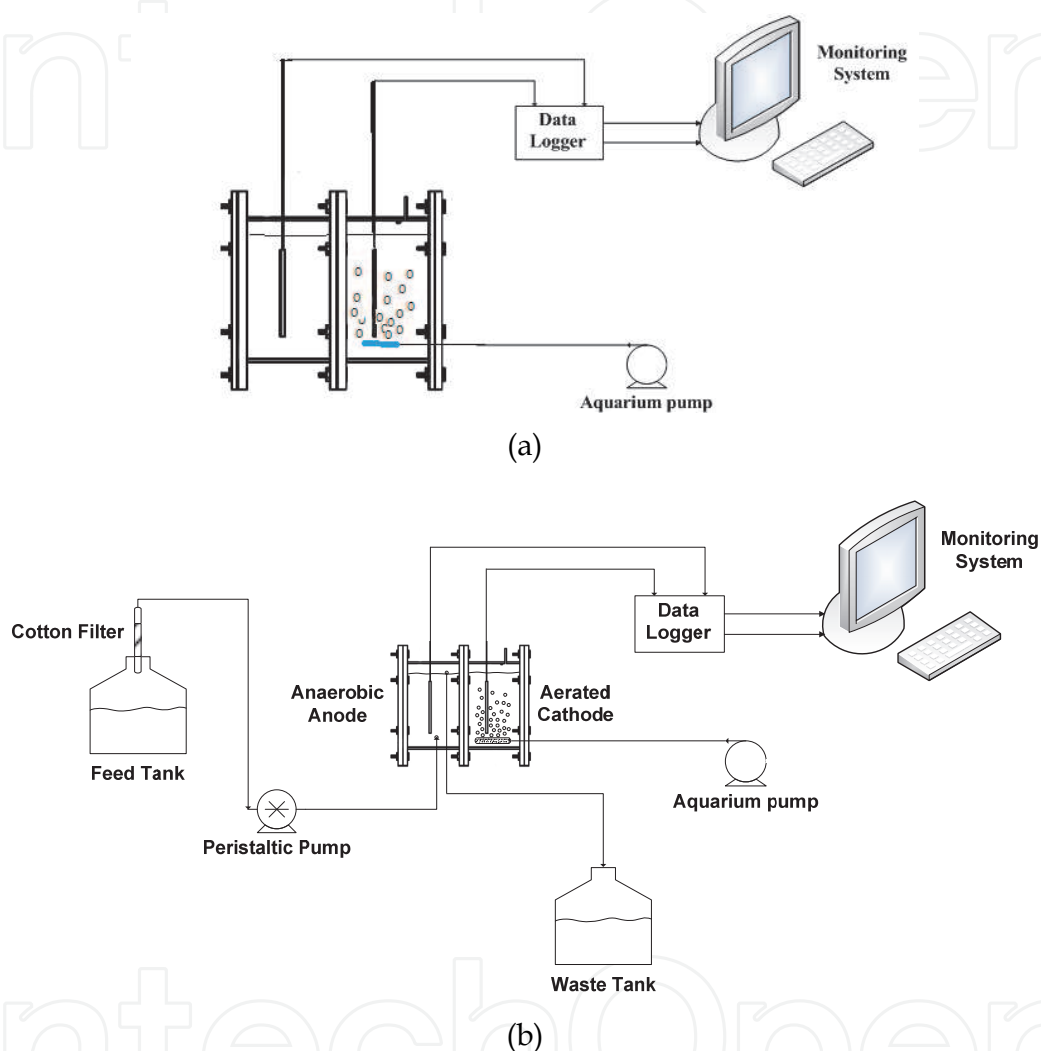 Monitoring
System
Data
Logger
Aquarium pump
(a)
Monitoring
System
Data
Logger
Cotton Filter
Anaerobic
Anode
Aerated
Cathode
Feed Tank
Aquarium pump
Peristaltic Pump
Waste Tank
(b)